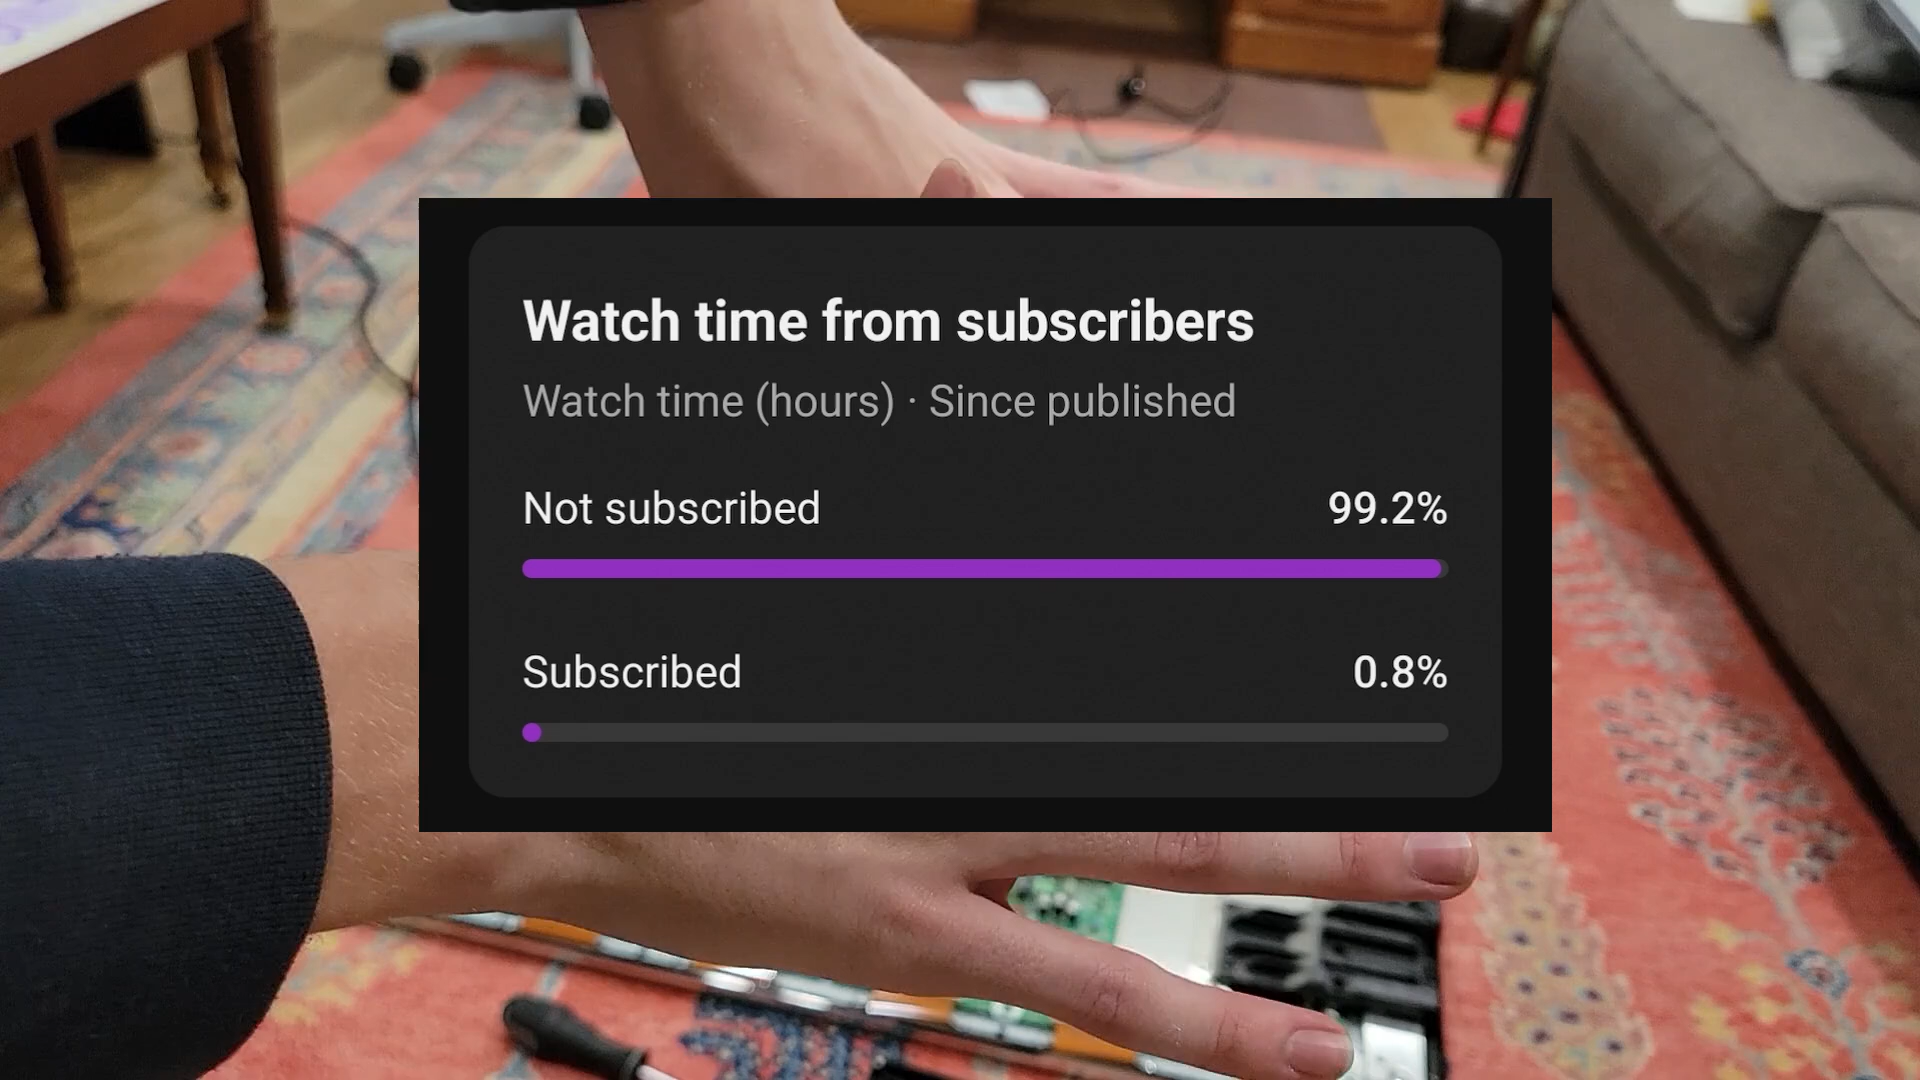 Watch time from subscribers
Watch time (hours) · Since published
Not subscribed 99.2%
Subscribed 0.8%